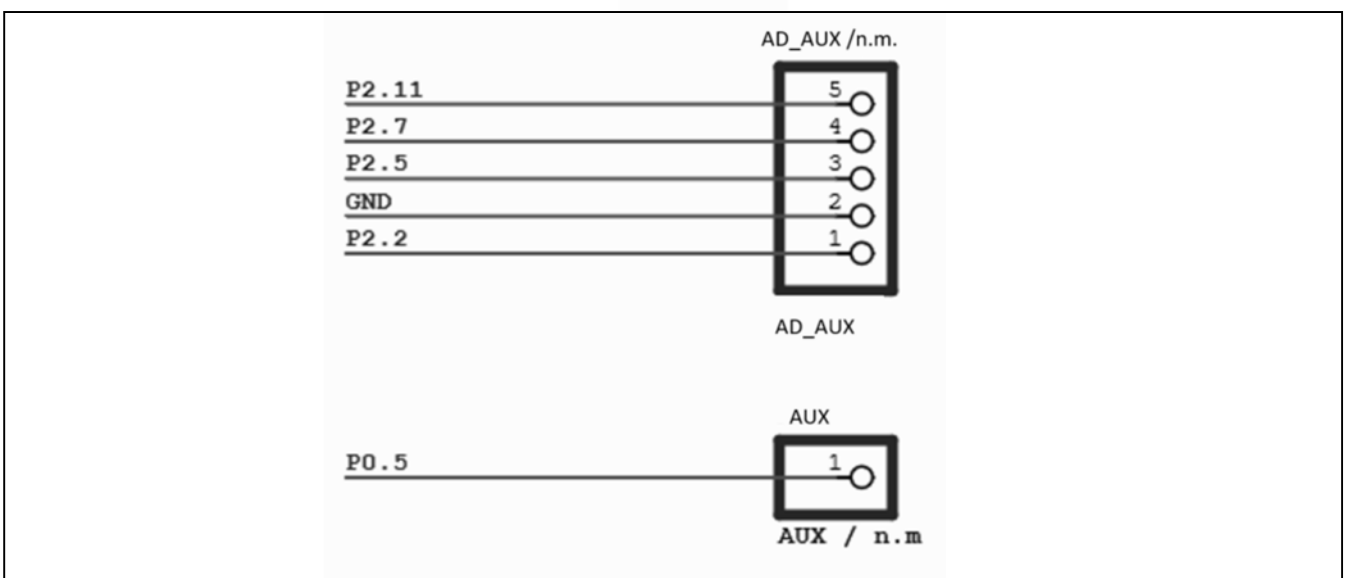 AD_AUX /n.m.
P2.11 5
P2.7 4
P2.5 3
GND 2
P2.2 1
AD_AUX
AUX
P0.5 1
AUX / n.m